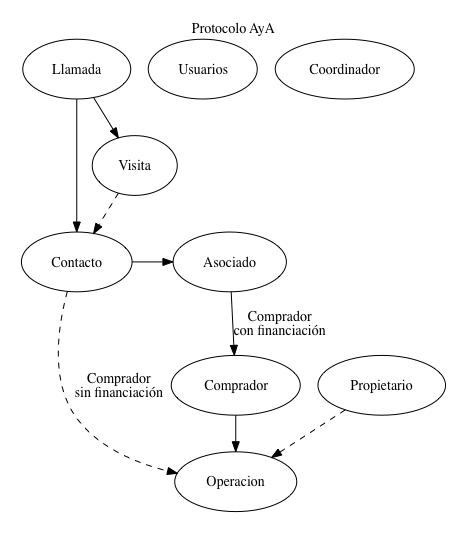 Protocolo AyA
Llamada
Usuarios
Coordinador
Visita
Contacto
Asociado
Comprador
con financiación
Comprador
sin financiación
Comprador
Propietario
Operacion